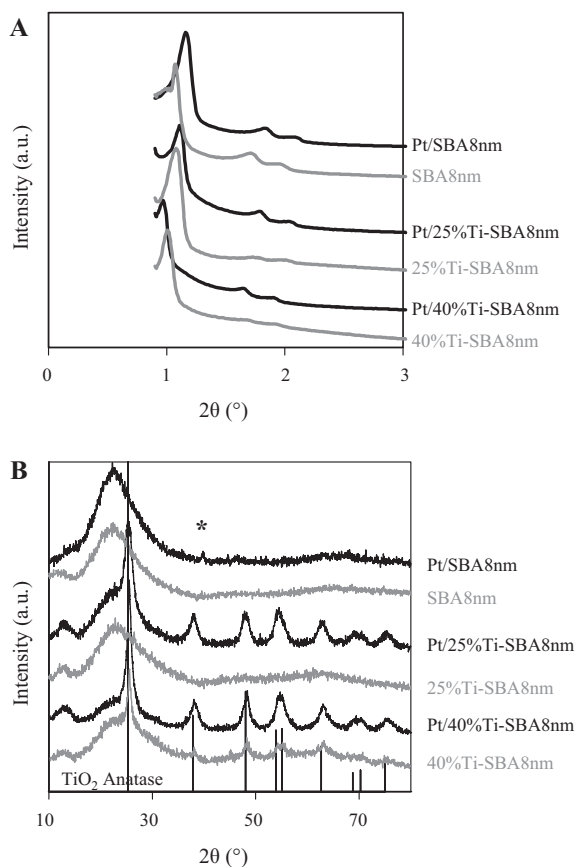 A
Intensity (a.u.)
Pt/SBA8nm
SBA8nm
Pt/25%Ti-SBA8nm
25%Ti-SBA8nm
Pt/40%Ti-SBA8nm
40%Ti-SBA8nm
0 1 2 3
2θ (°)
B
Intensity (a.u.)
*
Pt/SBA8nm
SBA8nm
Pt/25%Ti-SBA8nm
25%Ti-SBA8nm
Pt/40%Ti-SBA8nm
40%Ti-SBA8nm
TiO₂ Anatase
10 30 50 70
2θ (°)